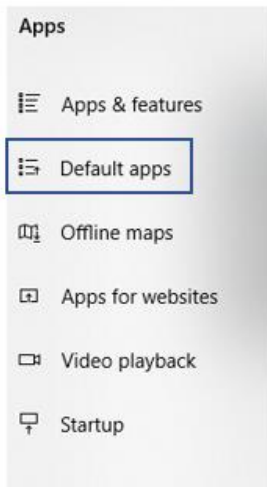 Apps
Apps & features
Default apps
Offline maps
Apps for websites
Video playback
Startup